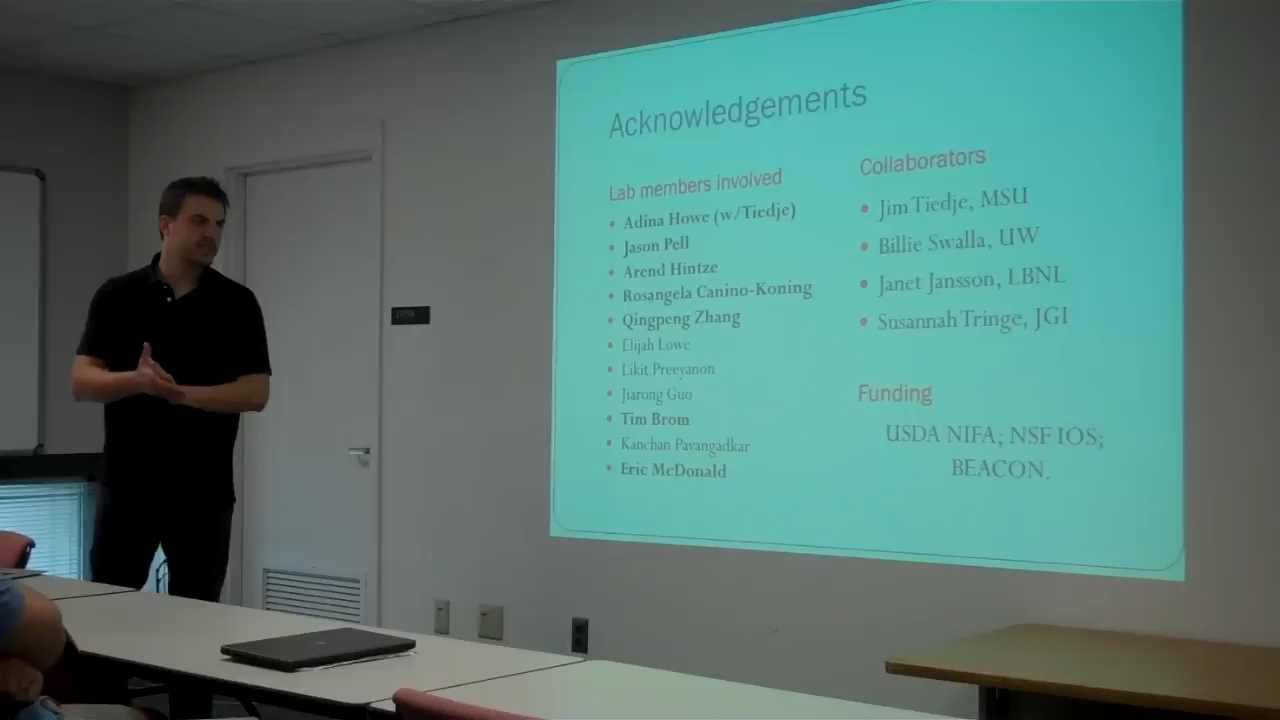 Acknowledgements
Lab members involved
• Adina Howe (w/Tiedje)
• Jason Pell
• Arend Hintze
• Rosangela Canino-Koning
• Qingpeng Zhang
• Elijah Lowe
• Likit Preeyanon
• Jiarong Guo
• Tim Brom
• Kanchan Pavangadkar
• Eric McDonald
Collaborators
• Jim Tiedje, MSU
• Billie Swalla, UW
• Janet Jansson, LBNL
• Susannah Tringe, JGI
Funding
USDA NIFA; NSF IOS;
BEACON.